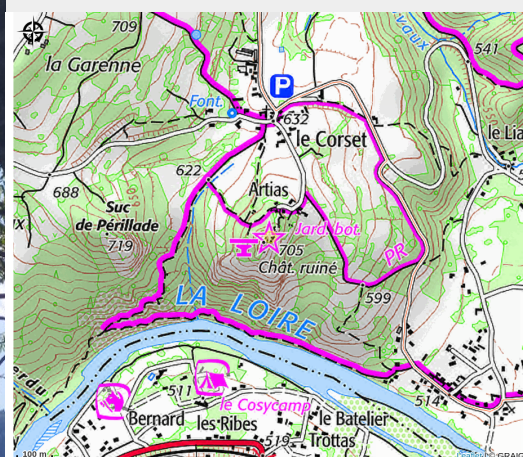 709
541
la Garenne
vaux
P
Font.
632
le Corset
le Lia
622
688
Artias
Suc
de Périllade
719
Jard. bot.
705
Chât. ruiné
PR
599
LA LOIRE
erdu
511
514
le Cosycamp
Bernard
les Ribes
le Batelier
Trottas
519
100 m